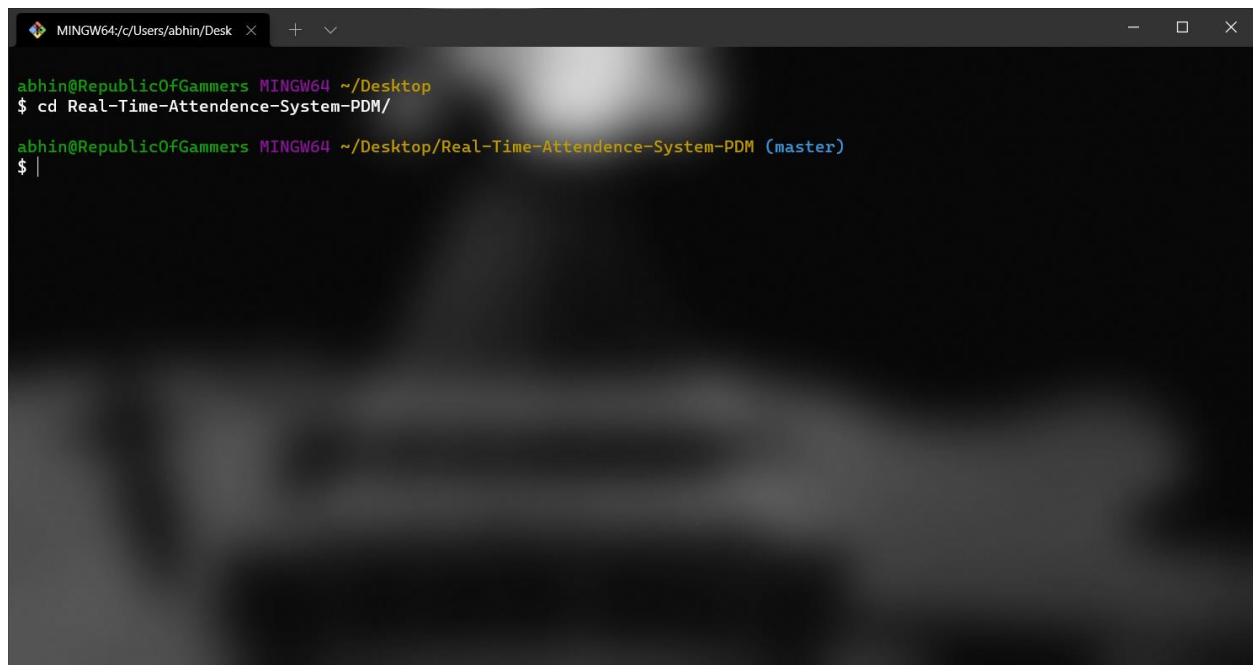 MINGW64:/c/Users/abhin/Desk
abhin@RepublicOfGammers MINGW64 ~/Desktop
$ cd Real-Time-Attendence-System-PDM/
abhin@RepublicOfGammers MINGW64 ~/Desktop/Real-Time-Attendence-System-PDM (master)
$